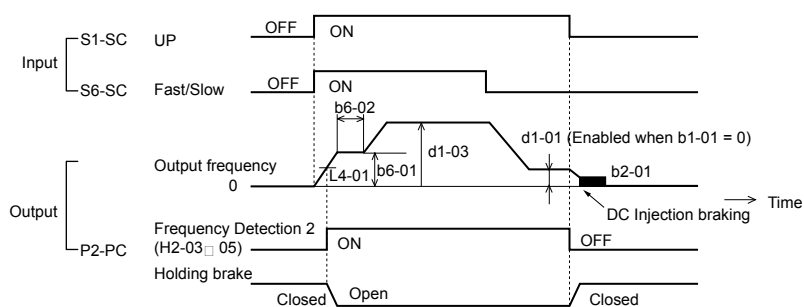 Input
S1-SC UP OFF ON
S6-SC Fast/Slow OFF ON
b6-02
d1-01 (Enabled when b1-01 = 0)
d1-03
Output frequency
L4-01 b6-01
b2-01
0
Time
Output
DC Injection braking
Frequency Detection 2
(H2-03□ 05)
P2-PC
ON
OFF
Holding brake
Closed
Open
Closed